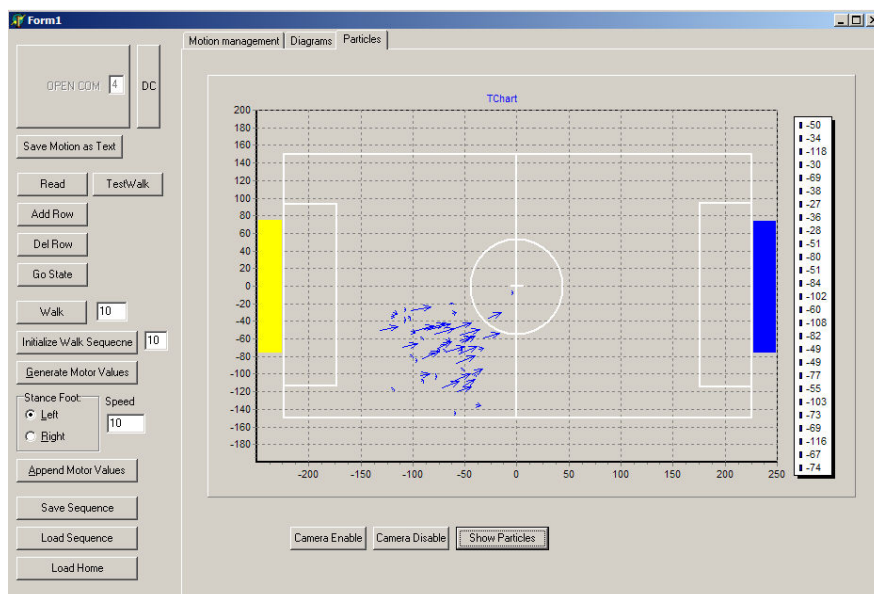 Form1
Motion management Diagrams Particles
OPEN COM 4 DC
Save Motion as Text
Read TestWalk
Add Row
Del Row
Go State
Walk 10
Initialize Walk Sequecne 10
Generate Motor Values
Stance Foot:
Left
Right
Speed
10
Append Motor Values
Save Sequence
Load Sequence
Load Home
TChart
200
180
160
140
120
100
80
60
40
20
0
-20
-40
-60
-80
-100
-120
-140
-160
-180
-200 -150 -100 -50 0 50 100 150 200 250
-50
-34
-118
-30
-69
-38
-27
-36
-28
-51
-80
-51
-84
-102
-60
-108
-82
-49
-49
-77
-55
-103
-73
-69
-116
-67
-74
Camera Enable Camera Disable Show Particles